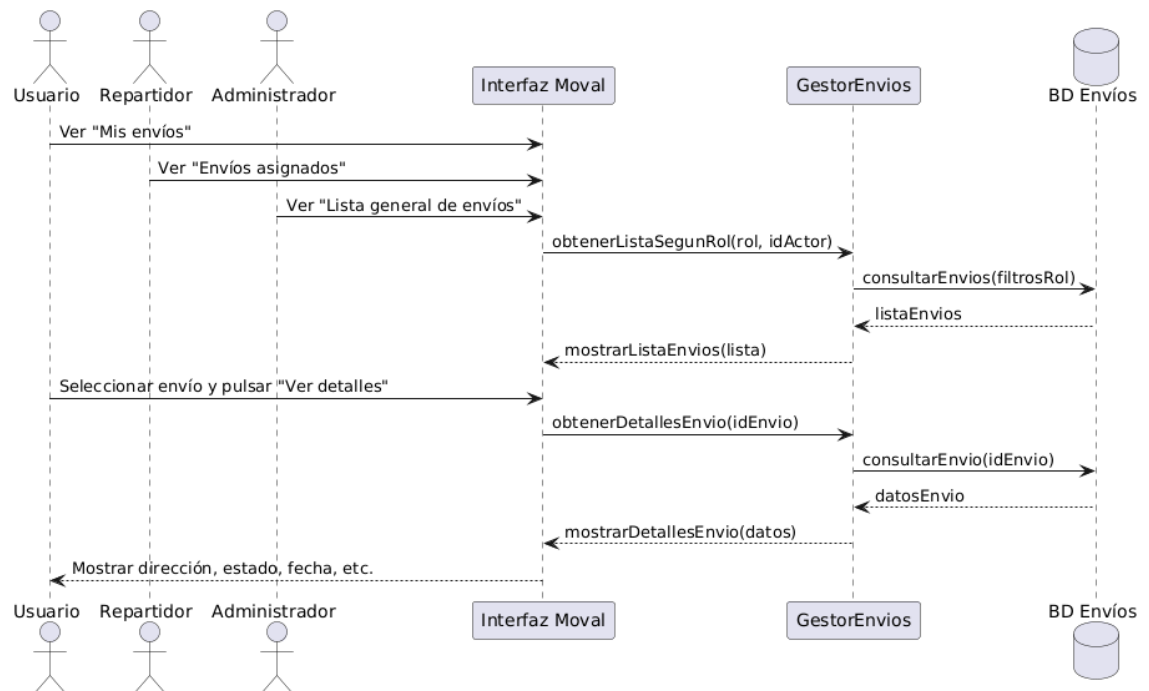 Usuario Repartidor Administrador Interfaz Moval GestorEnvios BD Envíos
Ver "Mis envíos"
Ver "Envíos asignados"
Ver "Lista general de envíos"
obtenerListaSegunRol(rol, idActor)
consultarEnvios(filtrosRol)
listaEnvios
mostrarListaEnvios(lista)
Seleccionar envío y pulsar "Ver detalles"
obtenerDetallesEnvio(idEnvio)
consultarEnvio(idEnvio)
datosEnvio
mostrarDetallesEnvio(datos)
Mostrar dirección, estado, fecha, etc.
Usuario Repartidor Administrador Interfaz Moval GestorEnvios BD Envíos